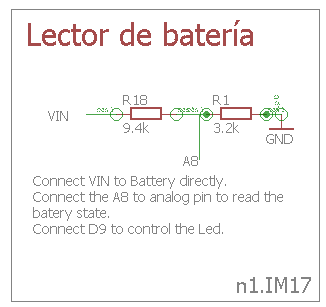 Lector de batería
R18
R1
VIN
9.4k
3.2k
GND
A8
Connect VIN to Battery directly.
Connect the A8 to analog pin to read the
batery state.
Connect D9 to control the Led.
n1.IM17